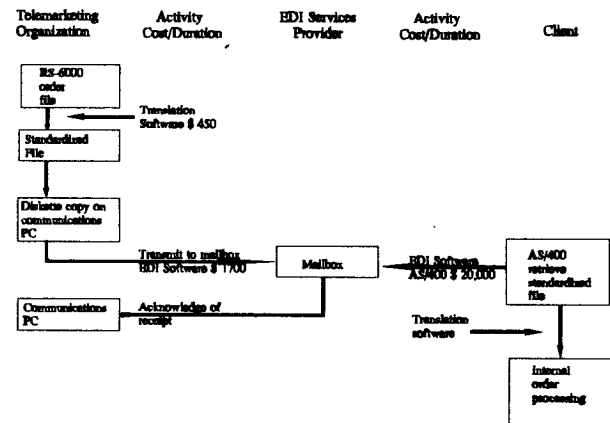 Telemarketing
Organization
Activity
Cost/Duration
EDI Services
Provider
Activity
Cost/Duration
Client
RS-6000
order
file
Translation
Software $ 450
Standardized
File
Diskette copy on
communications
PC
Transmit to mailbox
EDI Software $ 1700
Mailbox
EDI Software
AS/400 $ 20,000
AS/400
retrieve
standardized
file
Communications
PC
Acknowledge of
receipt
Translation
software
Internal
order
processing